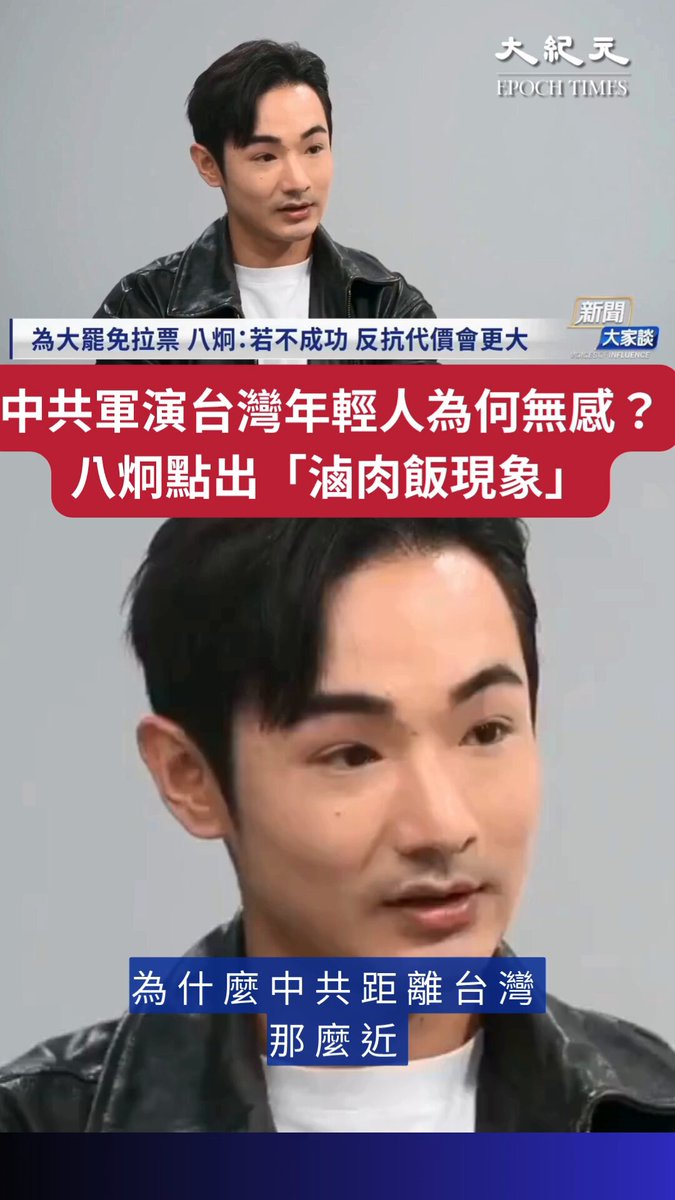 大紀元
EPOCH TIMES
為大罷免拉票 八炯:若不成功 反抗代價會更大
新聞
大家談
VOICES OF INFLUENCE
中共軍演台灣年輕人為何無感？
八炯點出「滷肉飯現象」
為什麼中共距離台灣
那麼近